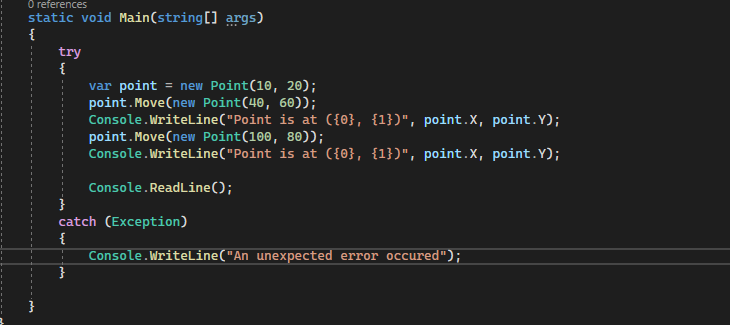 0 references
static void Main(string[] args)
{
try
{
var point = new Point(10, 20);
point.Move(new Point(40, 60));
Console.WriteLine("Point is at ({0}, {1})", point.X, point.Y);
point.Move(new Point(100, 80));
Console.WriteLine("Point is at ({0}, {1})", point.X, point.Y);
Console.ReadLine();
}
catch (Exception)
{
Console.WriteLine("An unexpected error occured");
}
}
}